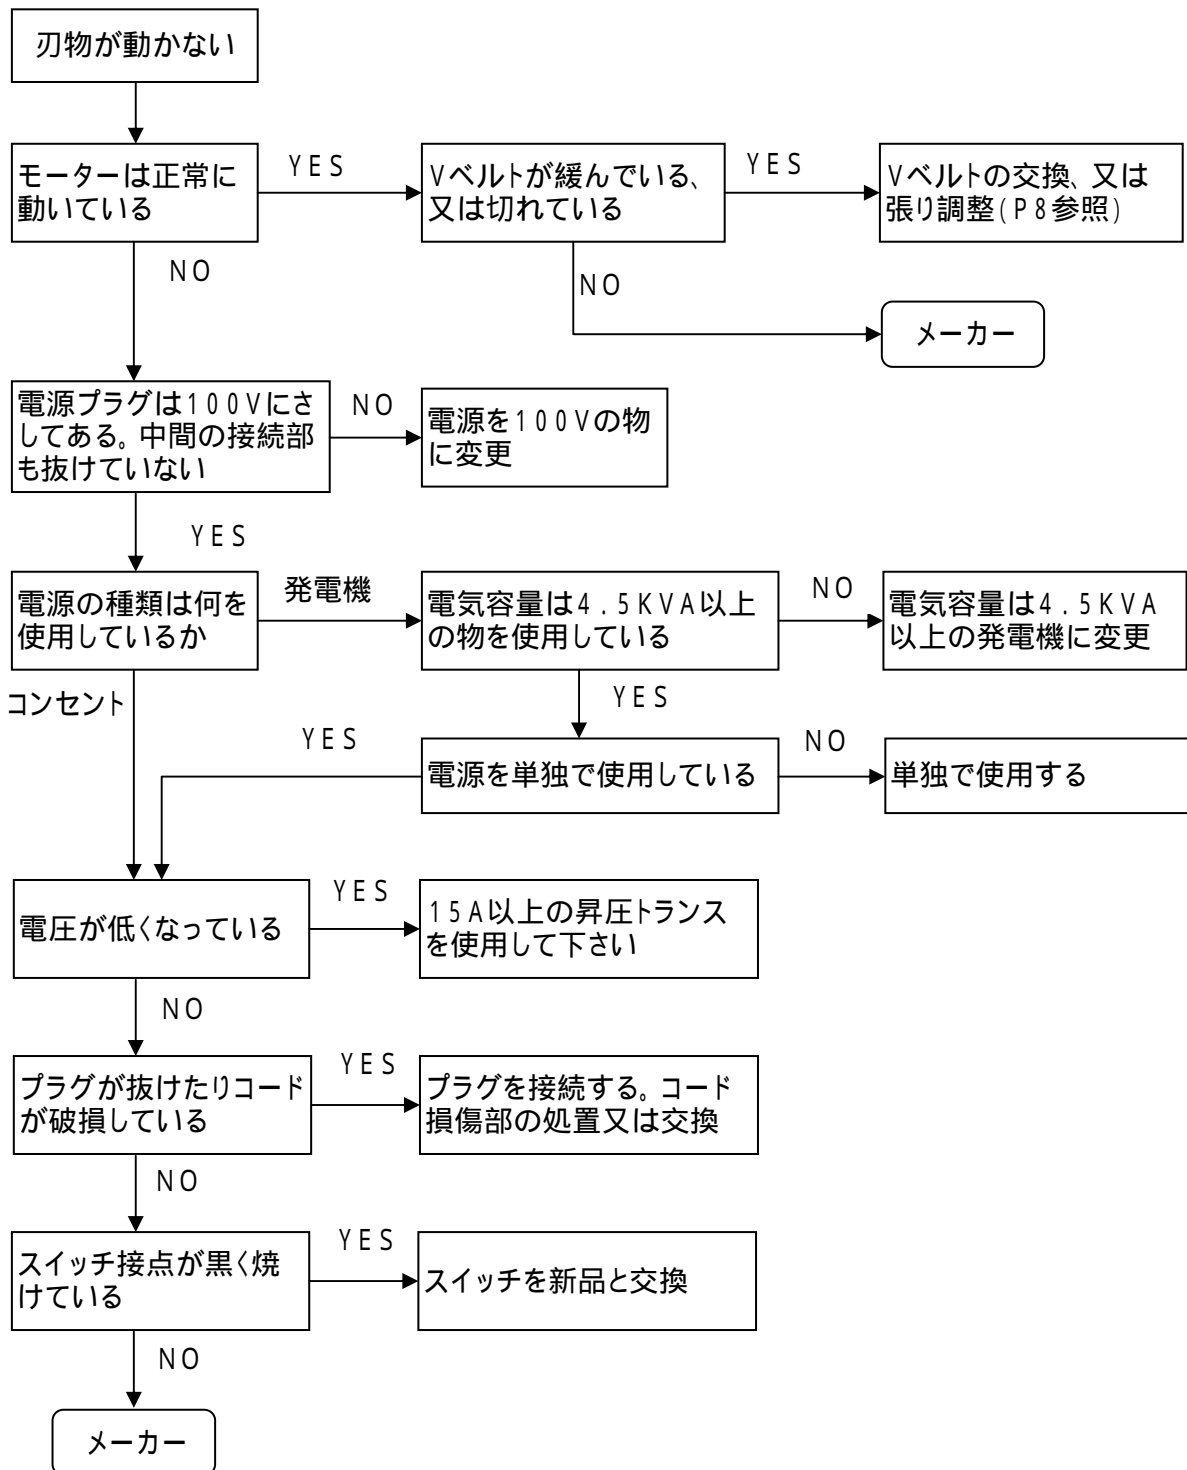 刃物が動かない
モーターは正常に
動いている
YES
Vベルトが緩んでいる、
又は切れている
YES
Vベルトの交換、又は
張り調整(P8参照)
NO
NO
メーカー
電源プラグは100Vにさ
してある。中間の接続部
も抜けていない
NO
電源を100Vの物
に変更
YES
電源の種類は何を
使用しているか
発電機
電気容量は4.5KVA以上
の物を使用している
NO
電気容量は4.5KVA
以上の発電機に変更
コンセント
YES
YES
電源を単独で使用している
NO
単独で使用する
電圧が低くなっている
YES
15A以上の昇圧トランス
を使用して下さい
NO
プラグが抜けたりコード
が破損している
YES
プラグを接続する。コード
損傷部の処置又は交換
NO
スイッチ接点が黒く焼
けている
YES
スイッチを新品と交換
NO
メーカー